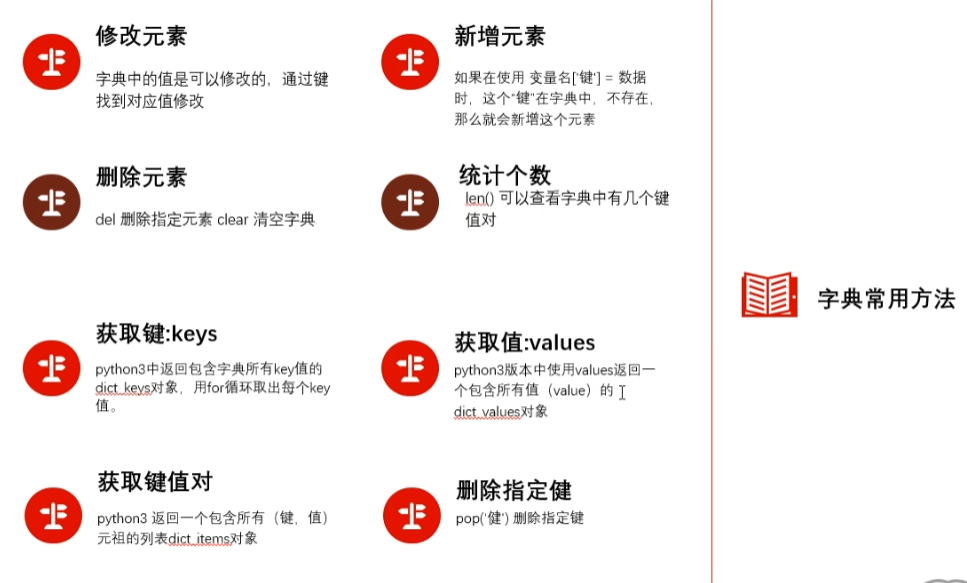 修改元素
字典中的值是可以修改的，通过键
找到对应值修改
新增元素
如果在使用 变量名['键'] = 数据
时，这个“键”在字典中，不存在，
那么就会新增这个元素
删除元素
del 删除指定元素 clear 清空字典
统计个数
len() 可以查看字典中有几个键
值对
获取键:keys
python3中返回包含字典所有key值的
dict_keys对象，用for循环取出每个key
值。
获取值:values
python3版本中使用values返回一
个包含所有值（value）的
dict_values对象
获取键值对
python3 返回一个包含所有（键，值）
元祖的列表dict_items对象
删除指定健
pop('健') 删除指定键
字典常用方法